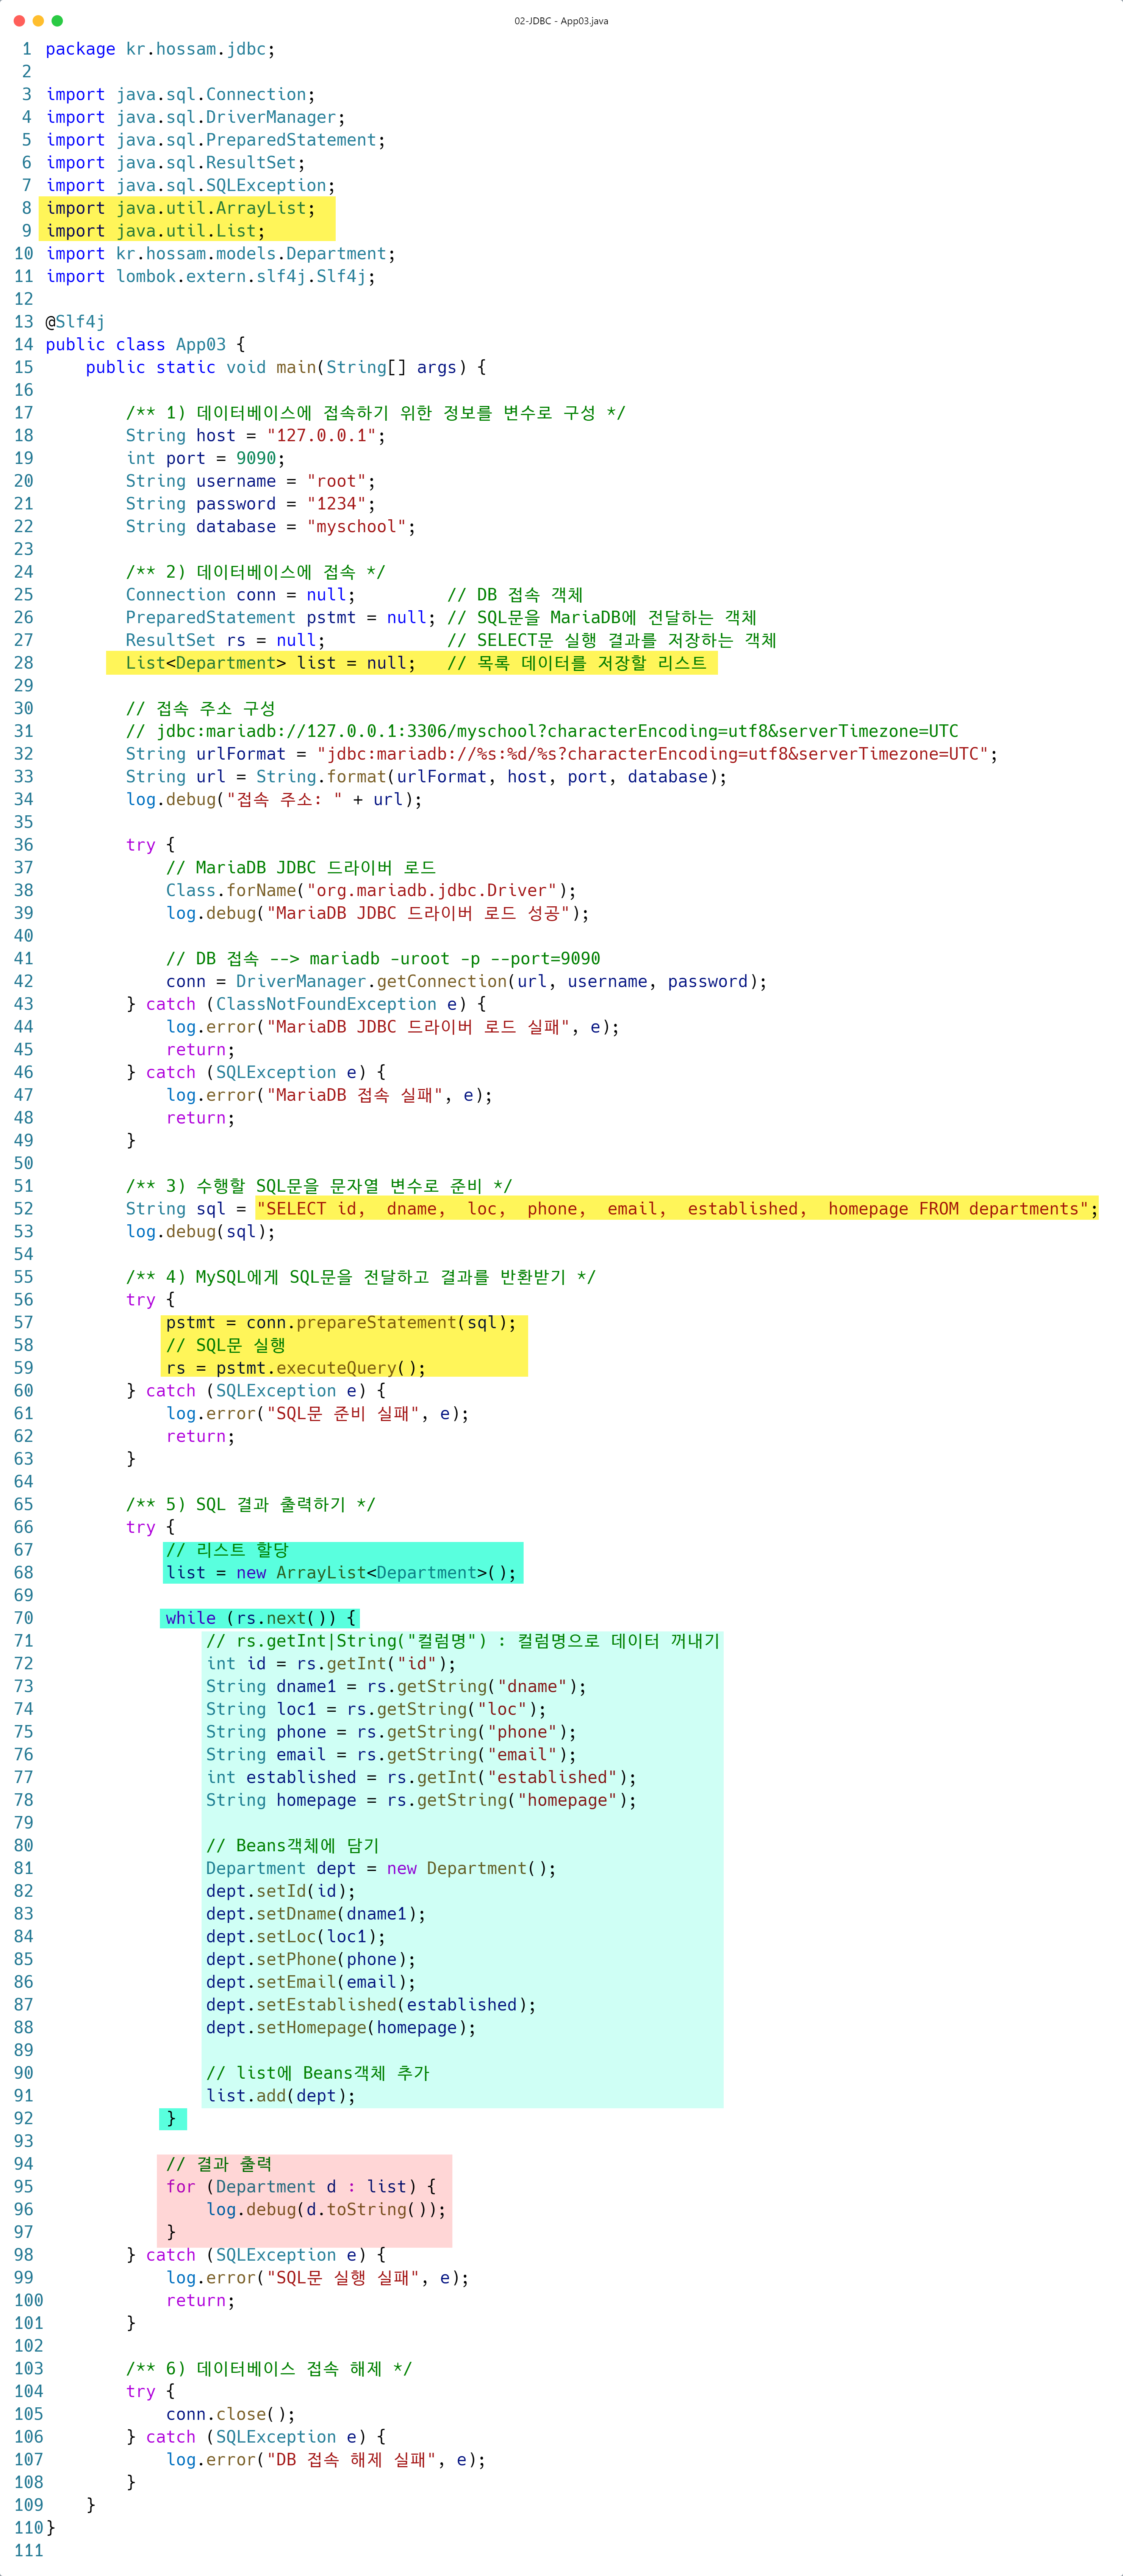 02-JDBC - App03.java
1 package kr.hossam.jdbc;
2
3 import java.sql.Connection;
4 import java.sql.DriverManager;
5 import java.sql.PreparedStatement;
6 import java.sql.ResultSet;
7 import java.sql.SQLException;
8 import java.util.ArrayList;
9 import java.util.List;
10 import kr.hossam.models.Department;
11 import lombok.extern.slf4j.Slf4j;
12
13 @Slf4j
14 public class App03 {
15     public static void main(String[] args) {
16
17         /** 1) 데이터베이스에 접속하기 위한 정보를 변수로 구성 */
18         String host = "127.0.0.1";
19         int port = 9090;
20         String username = "root";
21         String password = "1234";
22         String database = "myschool";
23
24         /** 2) 데이터베이스에 접속 */
25         Connection conn = null;         // DB 접속 객체
26         PreparedStatement pstmt = null; // SQL문을 MariaDB에 전달하는 객체
27         ResultSet rs = null;            // SELECT문 실행 결과를 저장하는 객체
28         List<Department> list = null;   // 목록 데이터를 저장할 리스트
29
30         // 접속 주소 구성
31         // jdbc:mariadb://127.0.0.1:3306/myschool?characterEncoding=utf8&serverTimezone=UTC
32         String urlFormat = "jdbc:mariadb://%s:%d/%s?characterEncoding=utf8&serverTimezone=UTC";
33         String url = String.format(urlFormat, host, port, database);
34         log.debug("접속 주소: " + url);
35
36         try {
37             // MariaDB JDBC 드라이버 로드
38             Class.forName("org.mariadb.jdbc.Driver");
39             log.debug("MariaDB JDBC 드라이버 로드 성공");
40
41             // DB 접속 --> mariadb -uroot -p --port=9090
42             conn = DriverManager.getConnection(url, username, password);
43         } catch (ClassNotFoundException e) {
44             log.error("MariaDB JDBC 드라이버 로드 실패", e);
45             return;
46         } catch (SQLException e) {
47             log.error("MariaDB 접속 실패", e);
48             return;
49         }
50
51         /** 3) 수행할 SQL문을 문자열 변수로 준비 */
52         String sql = "SELECT id,  dname,  loc,  phone,  email,  established,  homepage FROM departments";
53         log.debug(sql);
54
55         /** 4) MySQL에게 SQL문을 전달하고 결과를 반환받기 */
56         try {
57             pstmt = conn.prepareStatement(sql);
58             // SQL문 실행
59             rs = pstmt.executeQuery();
60         } catch (SQLException e) {
61             log.error("SQL문 준비 실패", e);
62             return;
63         }
64
65         /** 5) SQL 결과 출력하기 */
66         try {
67             // 리스트 할당
68             list = new ArrayList<Department>();
69
70             while (rs.next()) {
71                 // rs.getInt|String("컬럼명") : 컬럼명으로 데이터 꺼내기
72                 int id = rs.getInt("id");
73                 String dname1 = rs.getString("dname");
74                 String loc1 = rs.getString("loc");
75                 String phone = rs.getString("phone");
76                 String email = rs.getString("email");
77                 int established = rs.getInt("established");
78                 String homepage = rs.getString("homepage");
79
80                 // Beans객체에 담기
81                 Department dept = new Department();
82                 dept.setId(id);
83                 dept.setDname(dname1);
84                 dept.setLoc(loc1);
85                 dept.setPhone(phone);
86                 dept.setEmail(email);
87                 dept.setEstablished(established);
88                 dept.setHomepage(homepage);
89
90                 // list에 Beans객체 추가
91                 list.add(dept);
92             }
93
94             // 결과 출력
95             for (Department d : list) {
96                 log.debug(d.toString());
97             }
98         } catch (SQLException e) {
99             log.error("SQL문 실행 실패", e);
100             return;
101         }
102
103         /** 6) 데이터베이스 접속 해제 */
104         try {
105             conn.close();
106         } catch (SQLException e) {
107             log.error("DB 접속 해제 실패", e);
108         }
109     }
110 }
111